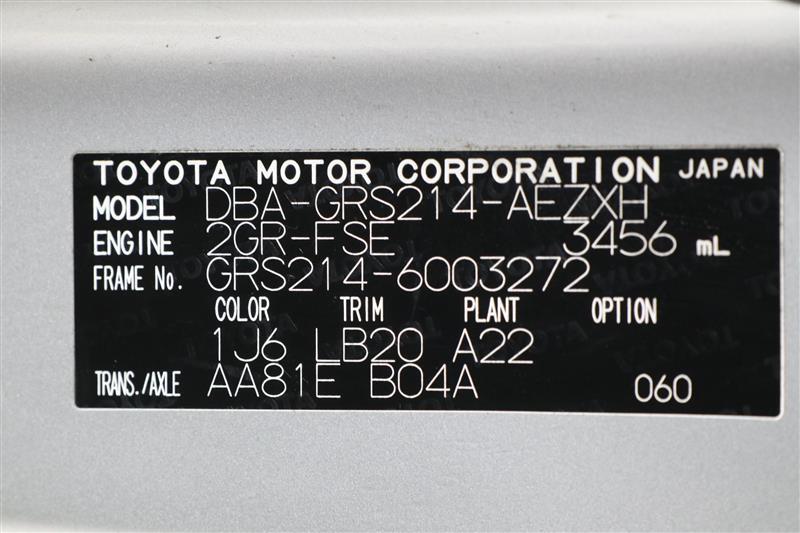 TOYOTA MOTOR CORPORATION JAPAN
MODEL DBA-GRS214-AEZXH
ENGINE 2GR-FSE 3456 mL
FRAME No. GRS214-6003272
COLOR TRIM PLANT OPTION
1J6 LB20 A22
TRANS./AXLE AA81E B04A 060